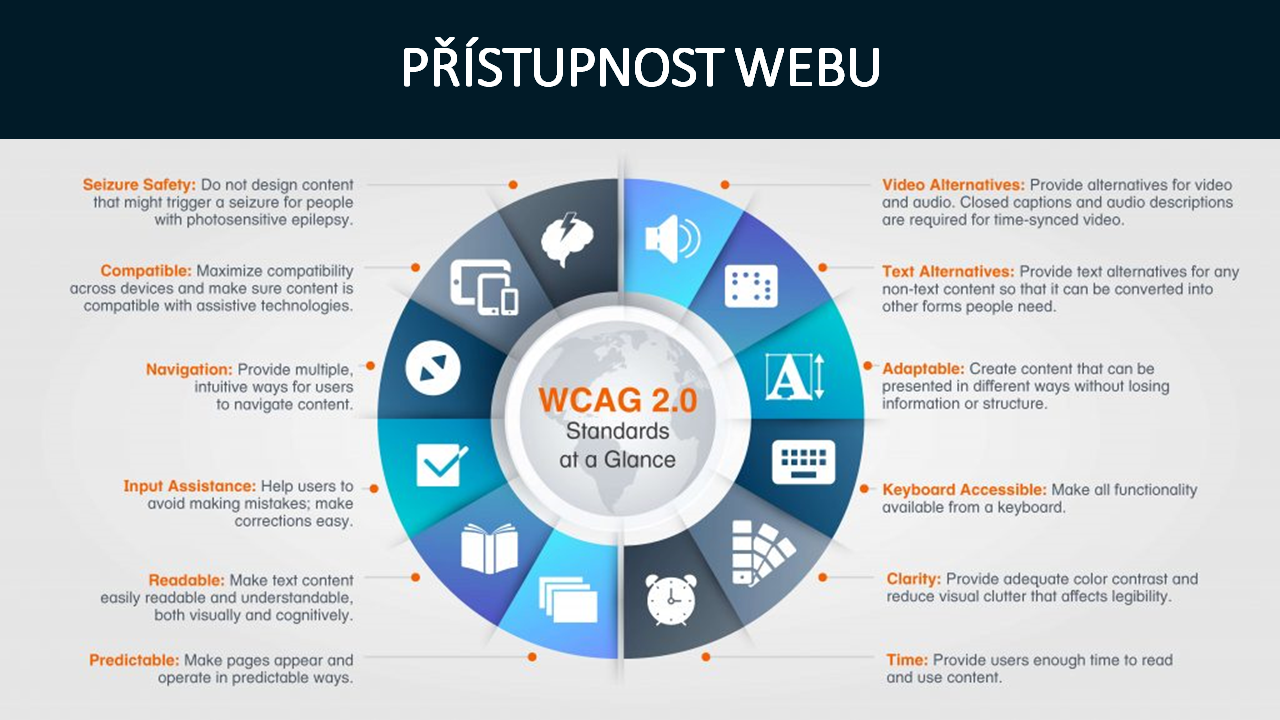 PŘÍSTUPNOST WEBU
Seizure Safety: Do not design content
that might trigger a seizure for people
with photosensitive epilepsy.
Compatible: Maximize compatibility
across devices and make sure content is
compatible with assistive technologies.
Navigation: Provide multiple,
intuitive ways for users
to navigate content.
Input Assistance: Help users to
avoid making mistakes; make
corrections easy.
Readable: Make text content
easily readable and understandable,
both visually and cognitively.
Predictable: Make pages appear and
operate in predictable ways.
WCAG 2.0
Standards
at a Glance
Video Alternatives: Provide alternatives for video
and audio. Closed captions and audio descriptions
are required for time-synced video.
Text Alternatives: Provide text alternatives for any
non-text content so that it can be converted into
other forms people need.
Adaptable: Create content that can be
presented in different ways without losing
information or structure.
Keyboard Accessible: Make all functionality
available from a keyboard.
Clarity: Provide adequate color contrast and
reduce visual clutter that affects legibility.
Time: Provide users enough time to read
and use content.